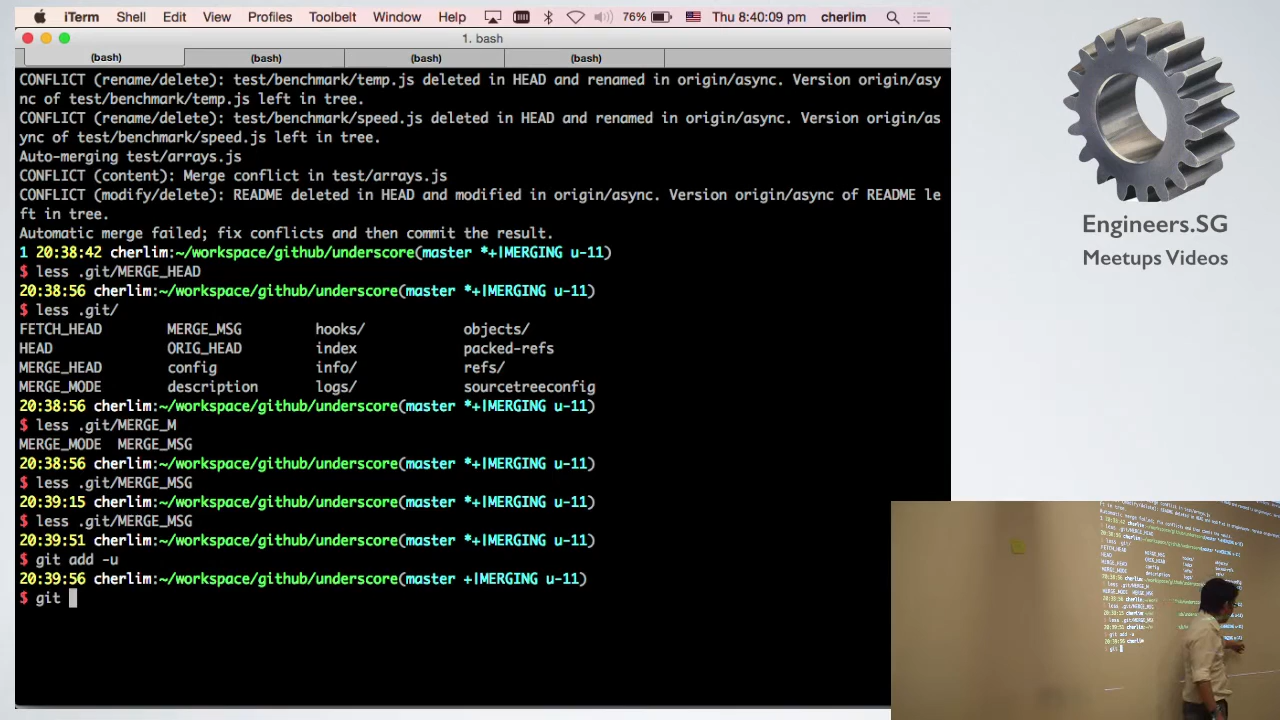 iTerm Shell Edit View Profiles Toolbelt Window Help 76% Thu 8:40:09 pm cherlim
1. bash
(bash) (bash) (bash) (bash)
CONFLICT (rename/delete): test/benchmark/temp.js deleted in HEAD and renamed in origin/async. Version origin/asy
nc of test/benchmark/temp.js left in tree.
CONFLICT (rename/delete): test/benchmark/speed.js deleted in HEAD and renamed in origin/async. Version origin/as
ync of test/benchmark/speed.js left in tree.
Auto-merging test/arrays.js
CONFLICT (content): Merge conflict in test/arrays.js
CONFLICT (modify/delete): README deleted in HEAD and modified in origin/async. Version origin/async of README le
ft in tree.
Automatic merge failed; fix conflicts and then commit the result.
1 20:38:42 cherlim:~/workspace/github/underscore(master *+|MERGING u-11)
$ less .git/MERGE_HEAD
20:38:56 cherlim:~/workspace/github/underscore(master *+|MERGING u-11)
$ less .git/
FETCH_HEAD MERGE_MSG hooks/ objects/
HEAD ORIG_HEAD index packed-refs
MERGE_HEAD config info/ refs/
MERGE_MODE description logs/ sourcetreeconfig
20:38:56 cherlim:~/workspace/github/underscore(master *+|MERGING u-11)
$ less .git/MERGE_M
MERGE_MODE MERGE_MSG
20:38:56 cherlim:~/workspace/github/underscore(master *+|MERGING u-11)
$ less .git/MERGE_MSG
20:39:15 cherlim:~/workspace/github/underscore(master *+|MERGING u-11)
$ less .git/MERGE_MSG
20:39:51 cherlim:~/workspace/github/underscore(master *+|MERGING u-11)
$ git add -u
20:39:56 cherlim:~/workspace/github/underscore(master +|MERGING u-11)
$ git
Engineers.SG
Meetups Videos